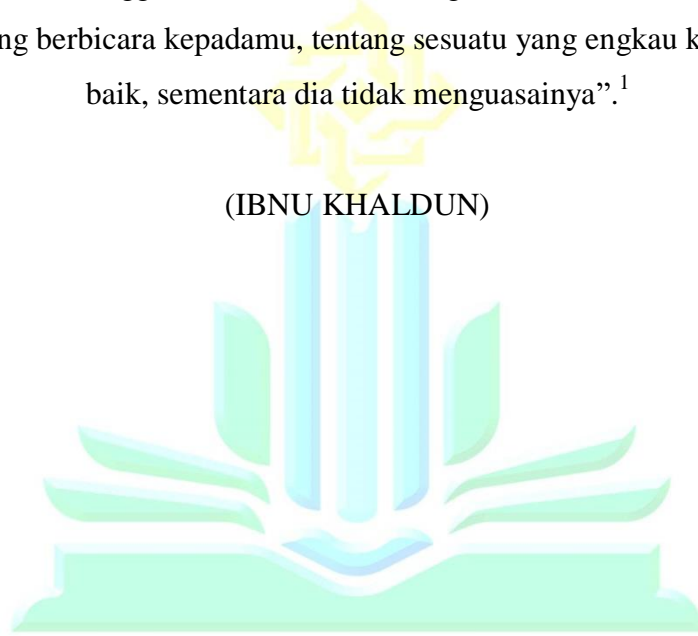 ng berbicara kepadamu, tentang sesuatu yang engkau k
baik, sementara dia tidak menguasainya”.1
(IBNU KHALDUN)